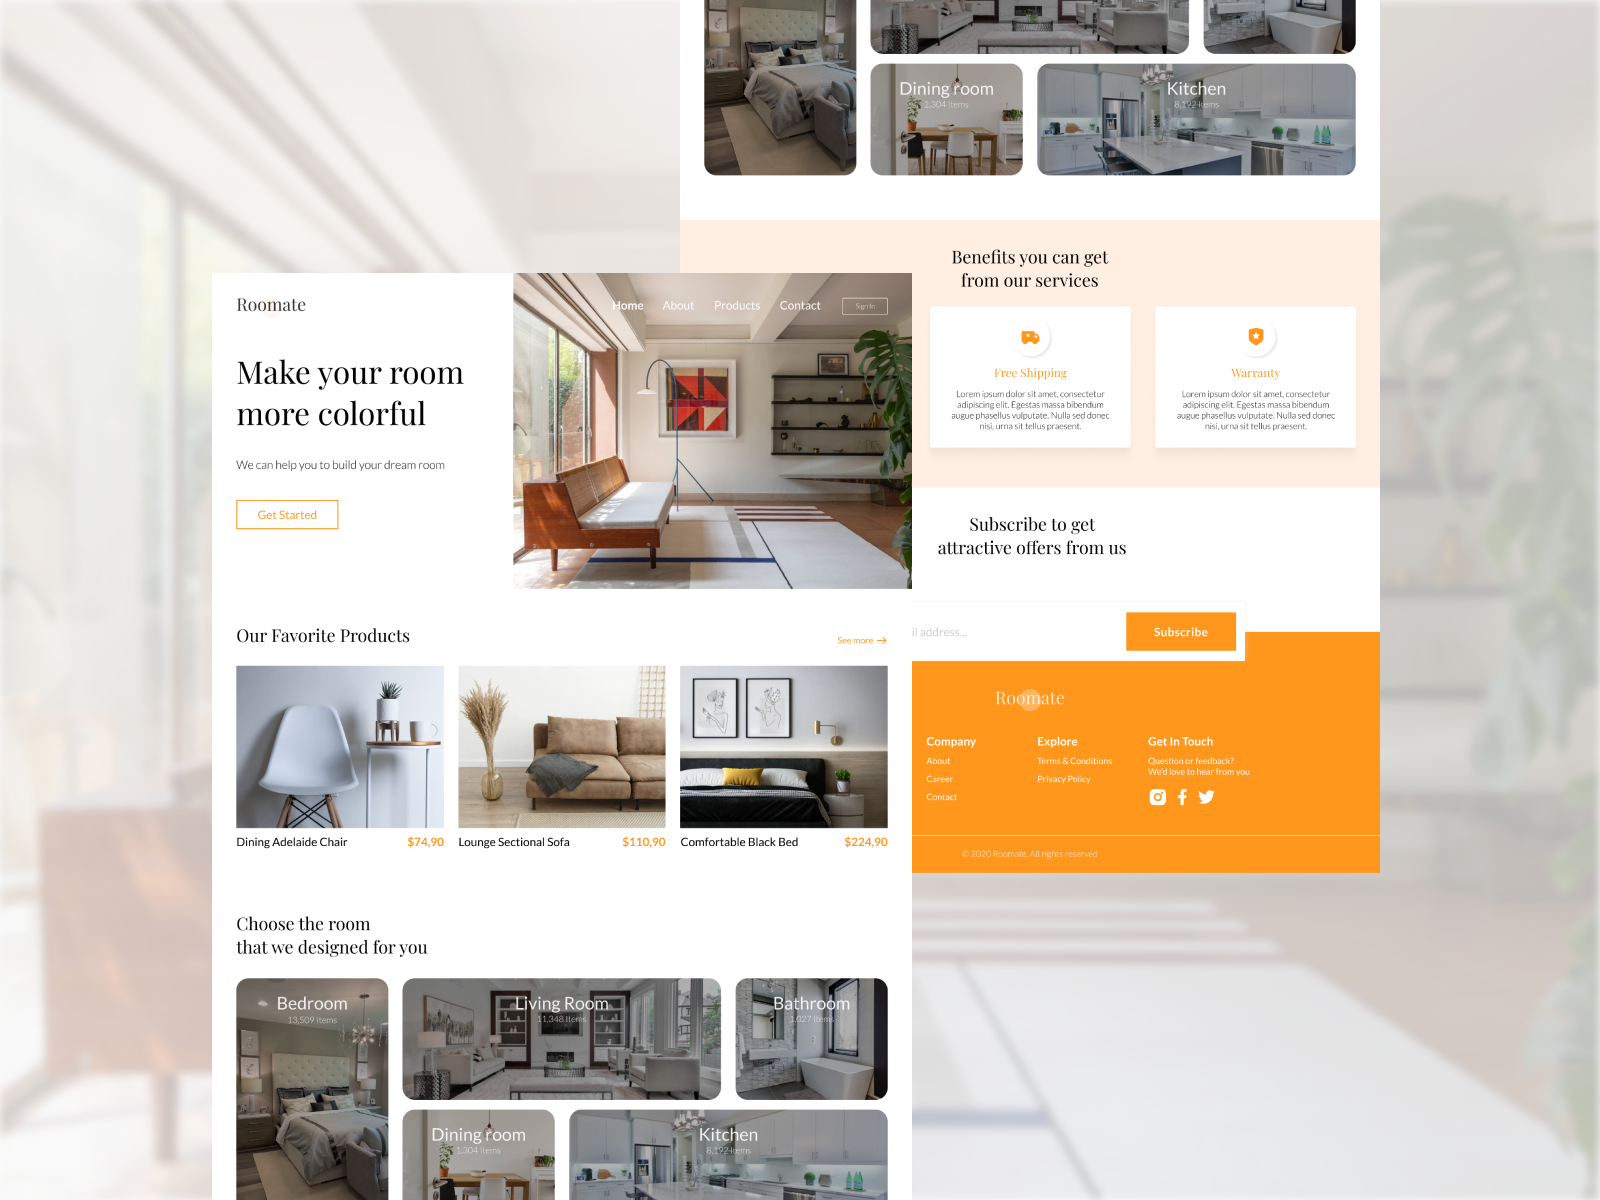 Dining room
1,304 Items
Kitchen
8,192 Items
Benefits you can get
from our services
Free Shipping
Lorem ipsum dolor sit amet, consectetur
adipiscing elit. Egestas massa bibendum
augue phasellus vulputate. Nulla sed donec
nisi, urna sit tellus praesent.
Warranty
Lorem ipsum dolor sit amet, consectetur
adipiscing elit. Egestas massa bibendum
augue phasellus vulputate. Nulla sed donec
nisi, urna sit tellus praesent.
Subscribe to get
attractive offers from us
il address...
Subscribe
Roomate
Company
About
Career
Contact
Explore
Terms & Conditions
Privacy Policy
Get In Touch
Question or feedback?
We'd love to hear from you
© 2020 Roomate. All rights reserved
Roomate
Home
About
Products
Contact
Sign In
Make your room
more colorful
We can help you to build your dream room
Get Started
Our Favorite Products
See more
Dining Adelaide Chair
$74,90
Lounge Sectional Sofa
$110,90
Comfortable Black Bed
$224,90
Choose the room
that we designed for you
Bedroom
13,509 Items
Living Room
11,348 Items
Bathroom
1,027 Items
Dining room
1,304 Items
Kitchen
8,192 Items